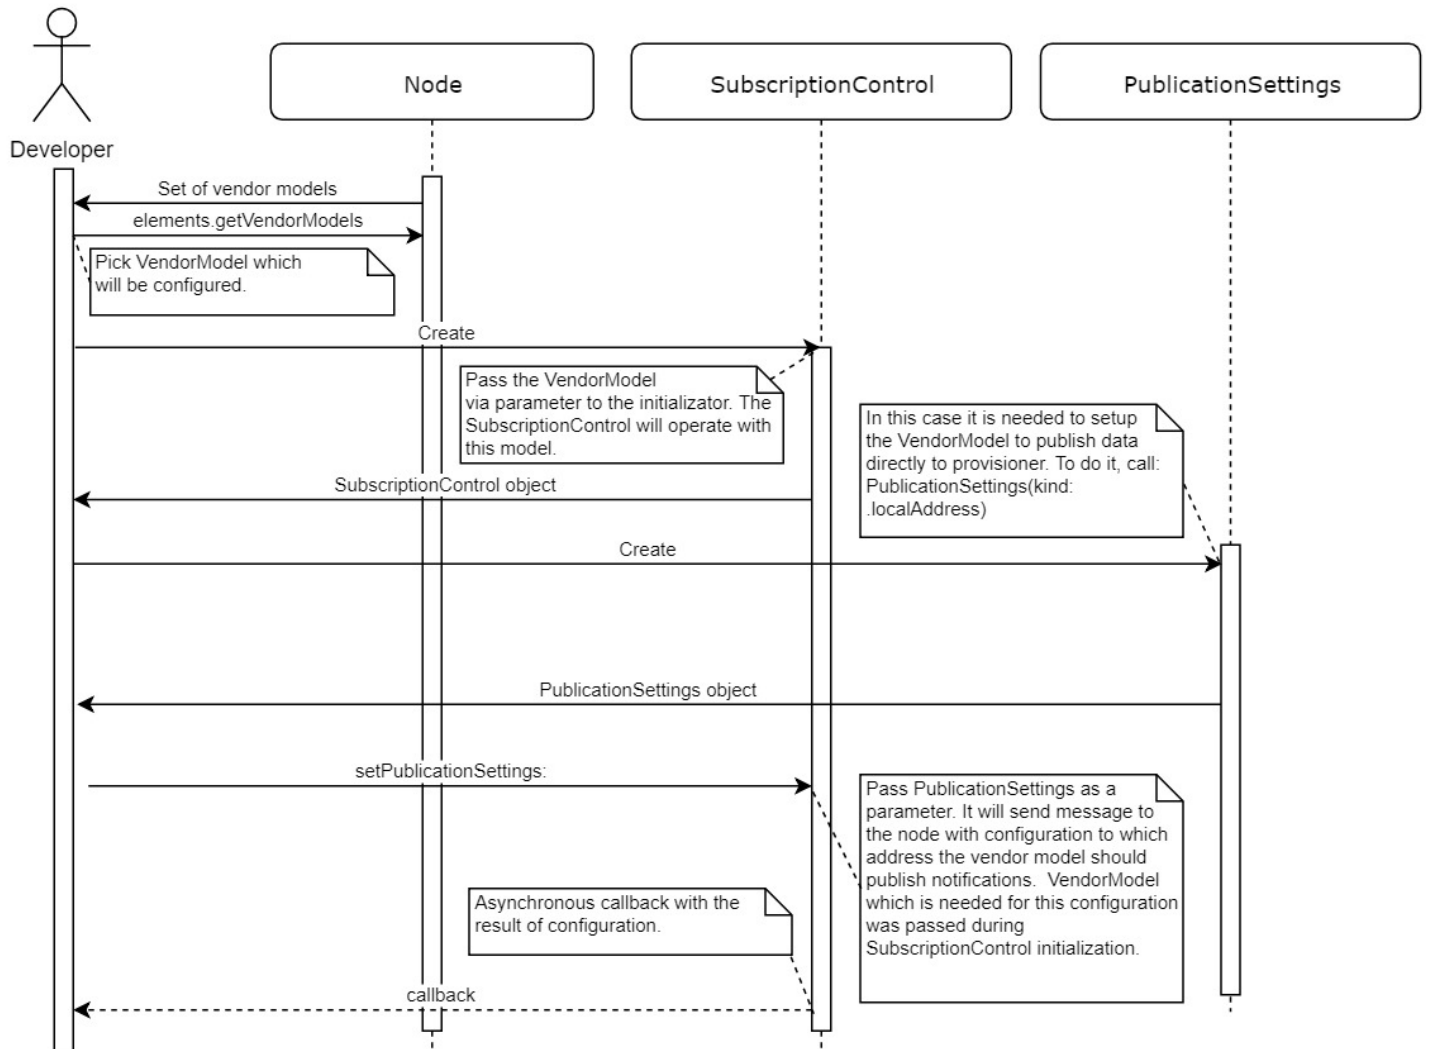 Node
SubscriptionControl
PublicationSettings
Developer
Set of vendor models
elements.getVendorModels
Pick VendorModel which
will be configured.
Create
Pass the VendorModel
via parameter to the initializator. The
SubscriptionControl will operate with
this model.
In this case it is needed to setup
the VendorModel to publish data
directly to provisioner. To do it, call:
PublicationSettings(kind:
.localAddress)
SubscriptionControl object
Create
PublicationSettings object
setPublicationSettings:
Pass PublicationSettings as a
parameter. It will send message to
the node with configuration to which
address the vendor model should
publish notifications. VendorModel
which is needed for this configuration
was passed during
SubscriptionControl initialization.
Asynchronous callback with the
result of configuration.
callback